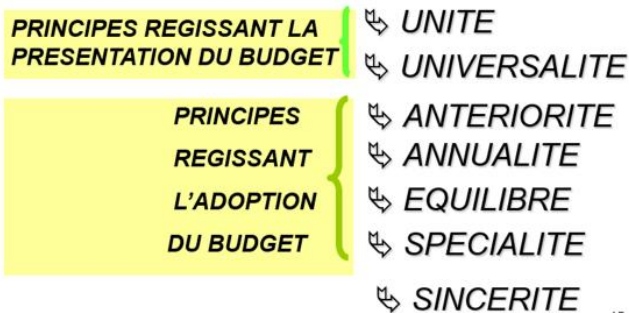 PRINCIPES REGISSANT LA
PRESENTATION DU BUDGET
UNITE
UNIVERSALITE
PRINCIPES
REGISSANT
L'ADOPTION
DU BUDGET
ANTERIORITE
ANNUALITE
EQUILIBRE
SPECIALITE
SINCERITE